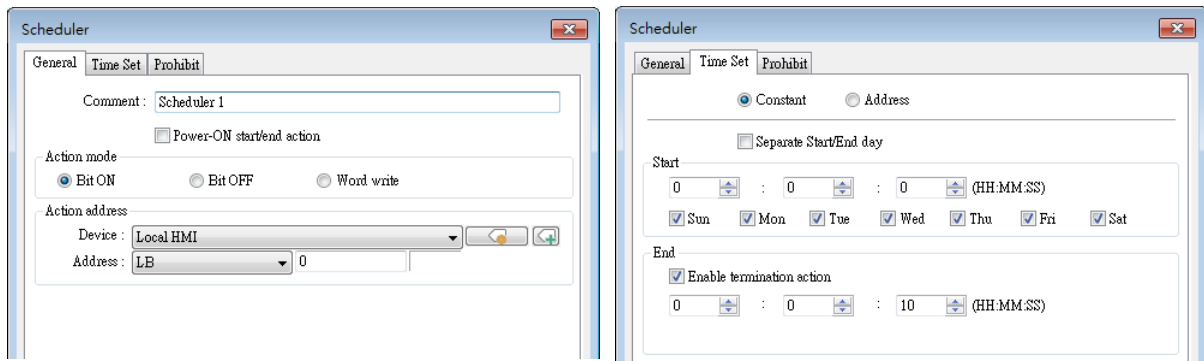 Scheduler
General Time Set Prohibit
Comment : Scheduler 1
Power-ON start/end action
Action mode
Bit ON Bit OFF Word write
Action address
Device : Local HMI
Address : LB 0
Scheduler
General Time Set Prohibit
Constant Address
Separate Start/End day
Start
0 : 0 : 0 (HH:MM:SS)
Sun Mon Tue Wed Thu Fri Sat
End
Enable termination action
0 : 0 : 10 (HH:MM:SS)